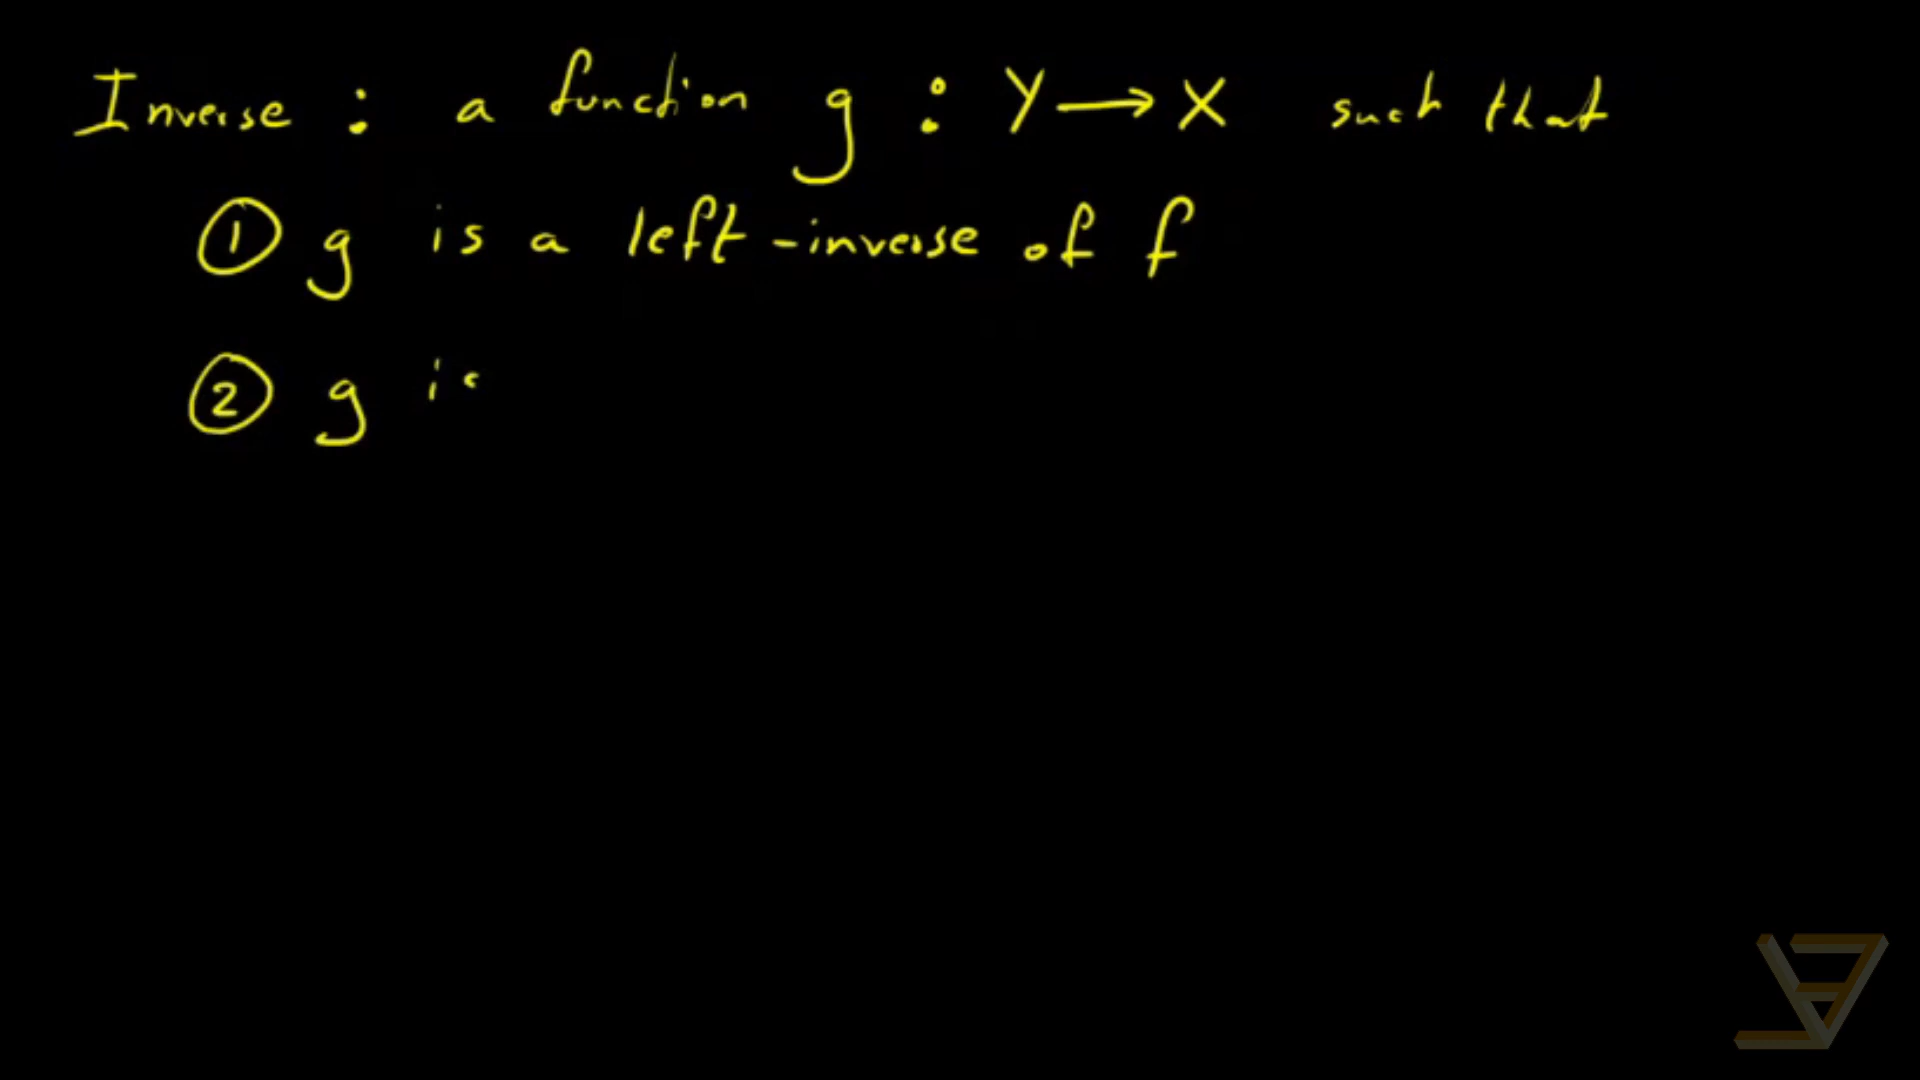 Inverse : a function g : Y → X such that
① g is a left-inverse of f
② g